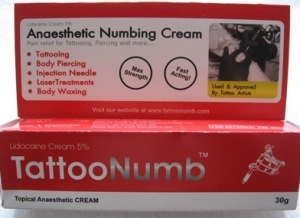 Lidocaine Cream 5%
Anaesthetic Numbing Cream
Pain relief for Tattooing, Piercing and more...
• Tattooing
• Body Piercing
• Injection Needle
• LaserTreatments
• Body Waxing
Max
Strength
Fast
Acting!
Used & Approved
By Tattoo Artists
Visit our website at www.tattoonumb.com
Lidocaine Cream 5%
TattooNumb™
Topical Anaesthetic CREAM
30g